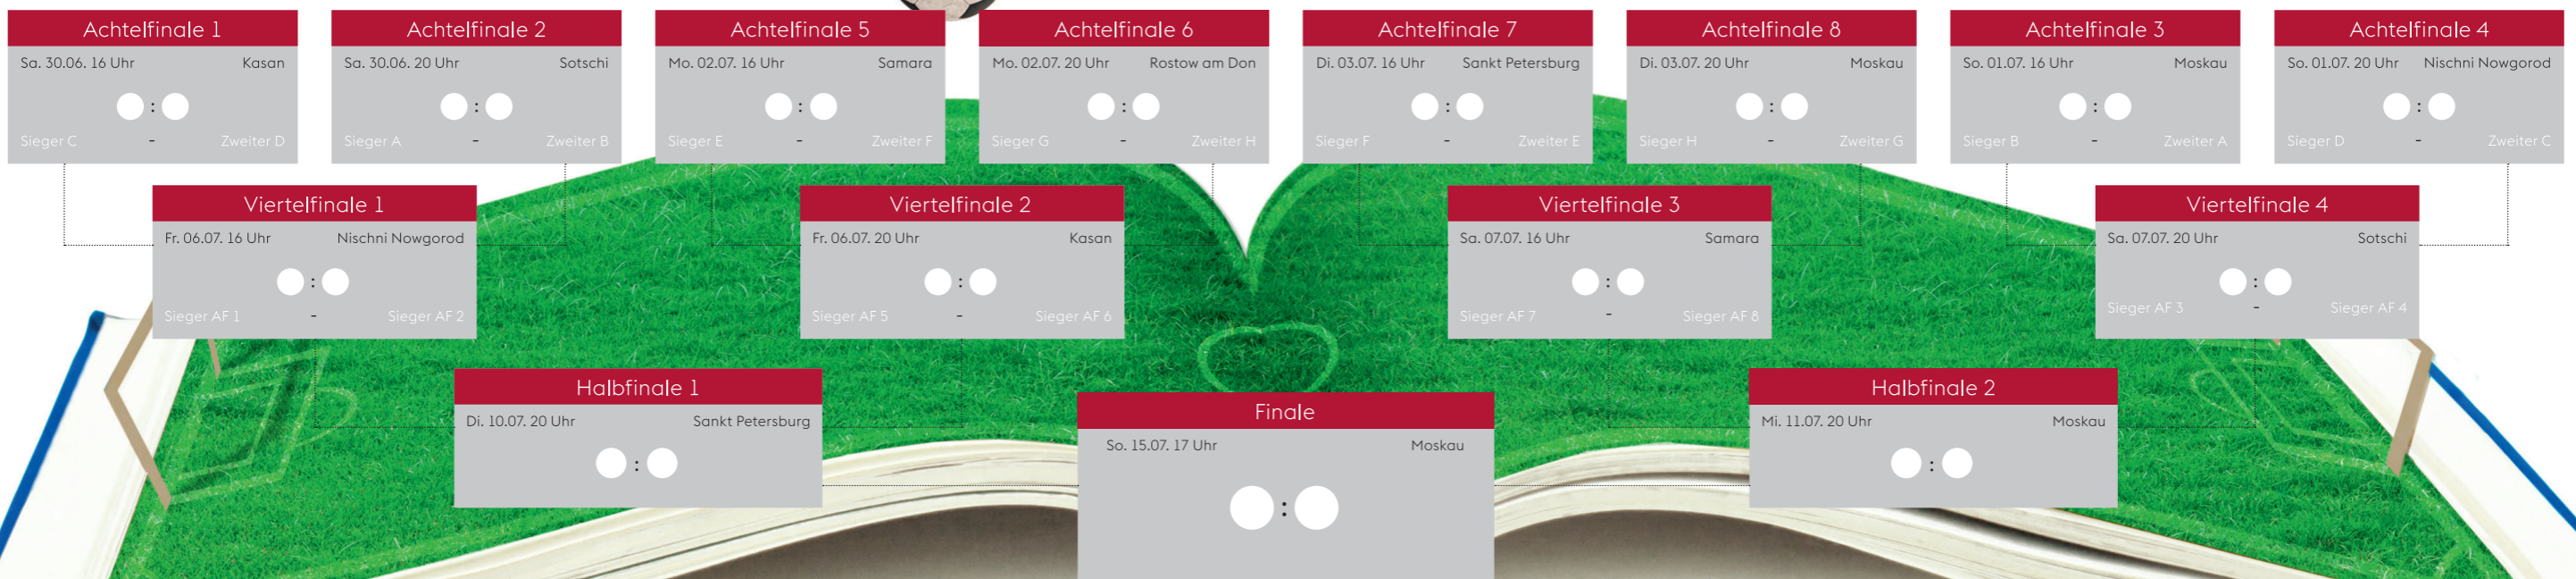 Achtelfinale 1
Sa. 30.06. 16 Uhr Kasan
:
Sieger C - Zweiter D
Achtelfinale 2
Sa. 30.06. 20 Uhr Sotschi
:
Sieger A - Zweiter B
Achtelfinale 5
Mo. 02.07. 16 Uhr Samara
:
Sieger E - Zweiter F
Achtelfinale 6
Mo. 02.07. 20 Uhr Rostow am Don
:
Sieger G - Zweiter H
Achtelfinale 7
Di. 03.07. 16 Uhr Sankt Petersburg
:
Sieger F - Zweiter E
Achtelfinale 8
Di. 03.07. 20 Uhr Moskau
:
Sieger H - Zweiter G
Achtelfinale 3
So. 01.07. 16 Uhr Moskau
:
Sieger B - Zweiter A
Achtelfinale 4
So. 01.07. 20 Uhr Nischni Nowgorod
:
Sieger D - Zweiter C
Viertelfinale 1
Fr. 06.07. 16 Uhr Nischni Nowgorod
:
Sieger AF 1 - Sieger AF 2
Viertelfinale 2
Fr. 06.07. 20 Uhr Kasan
:
Sieger AF 5 - Sieger AF 6
Viertelfinale 3
Sa. 07.07. 16 Uhr Samara
:
Sieger AF 7 - Sieger AF 8
Viertelfinale 4
Sa. 07.07. 20 Uhr Sotschi
:
Sieger AF 3 - Sieger AF 4
Halbfinale 1
Di. 10.07. 20 Uhr Sankt Petersburg
:
Finale
So. 15.07. 17 Uhr Moskau
:
Halbfinale 2
Mi. 11.07. 20 Uhr Moskau
: